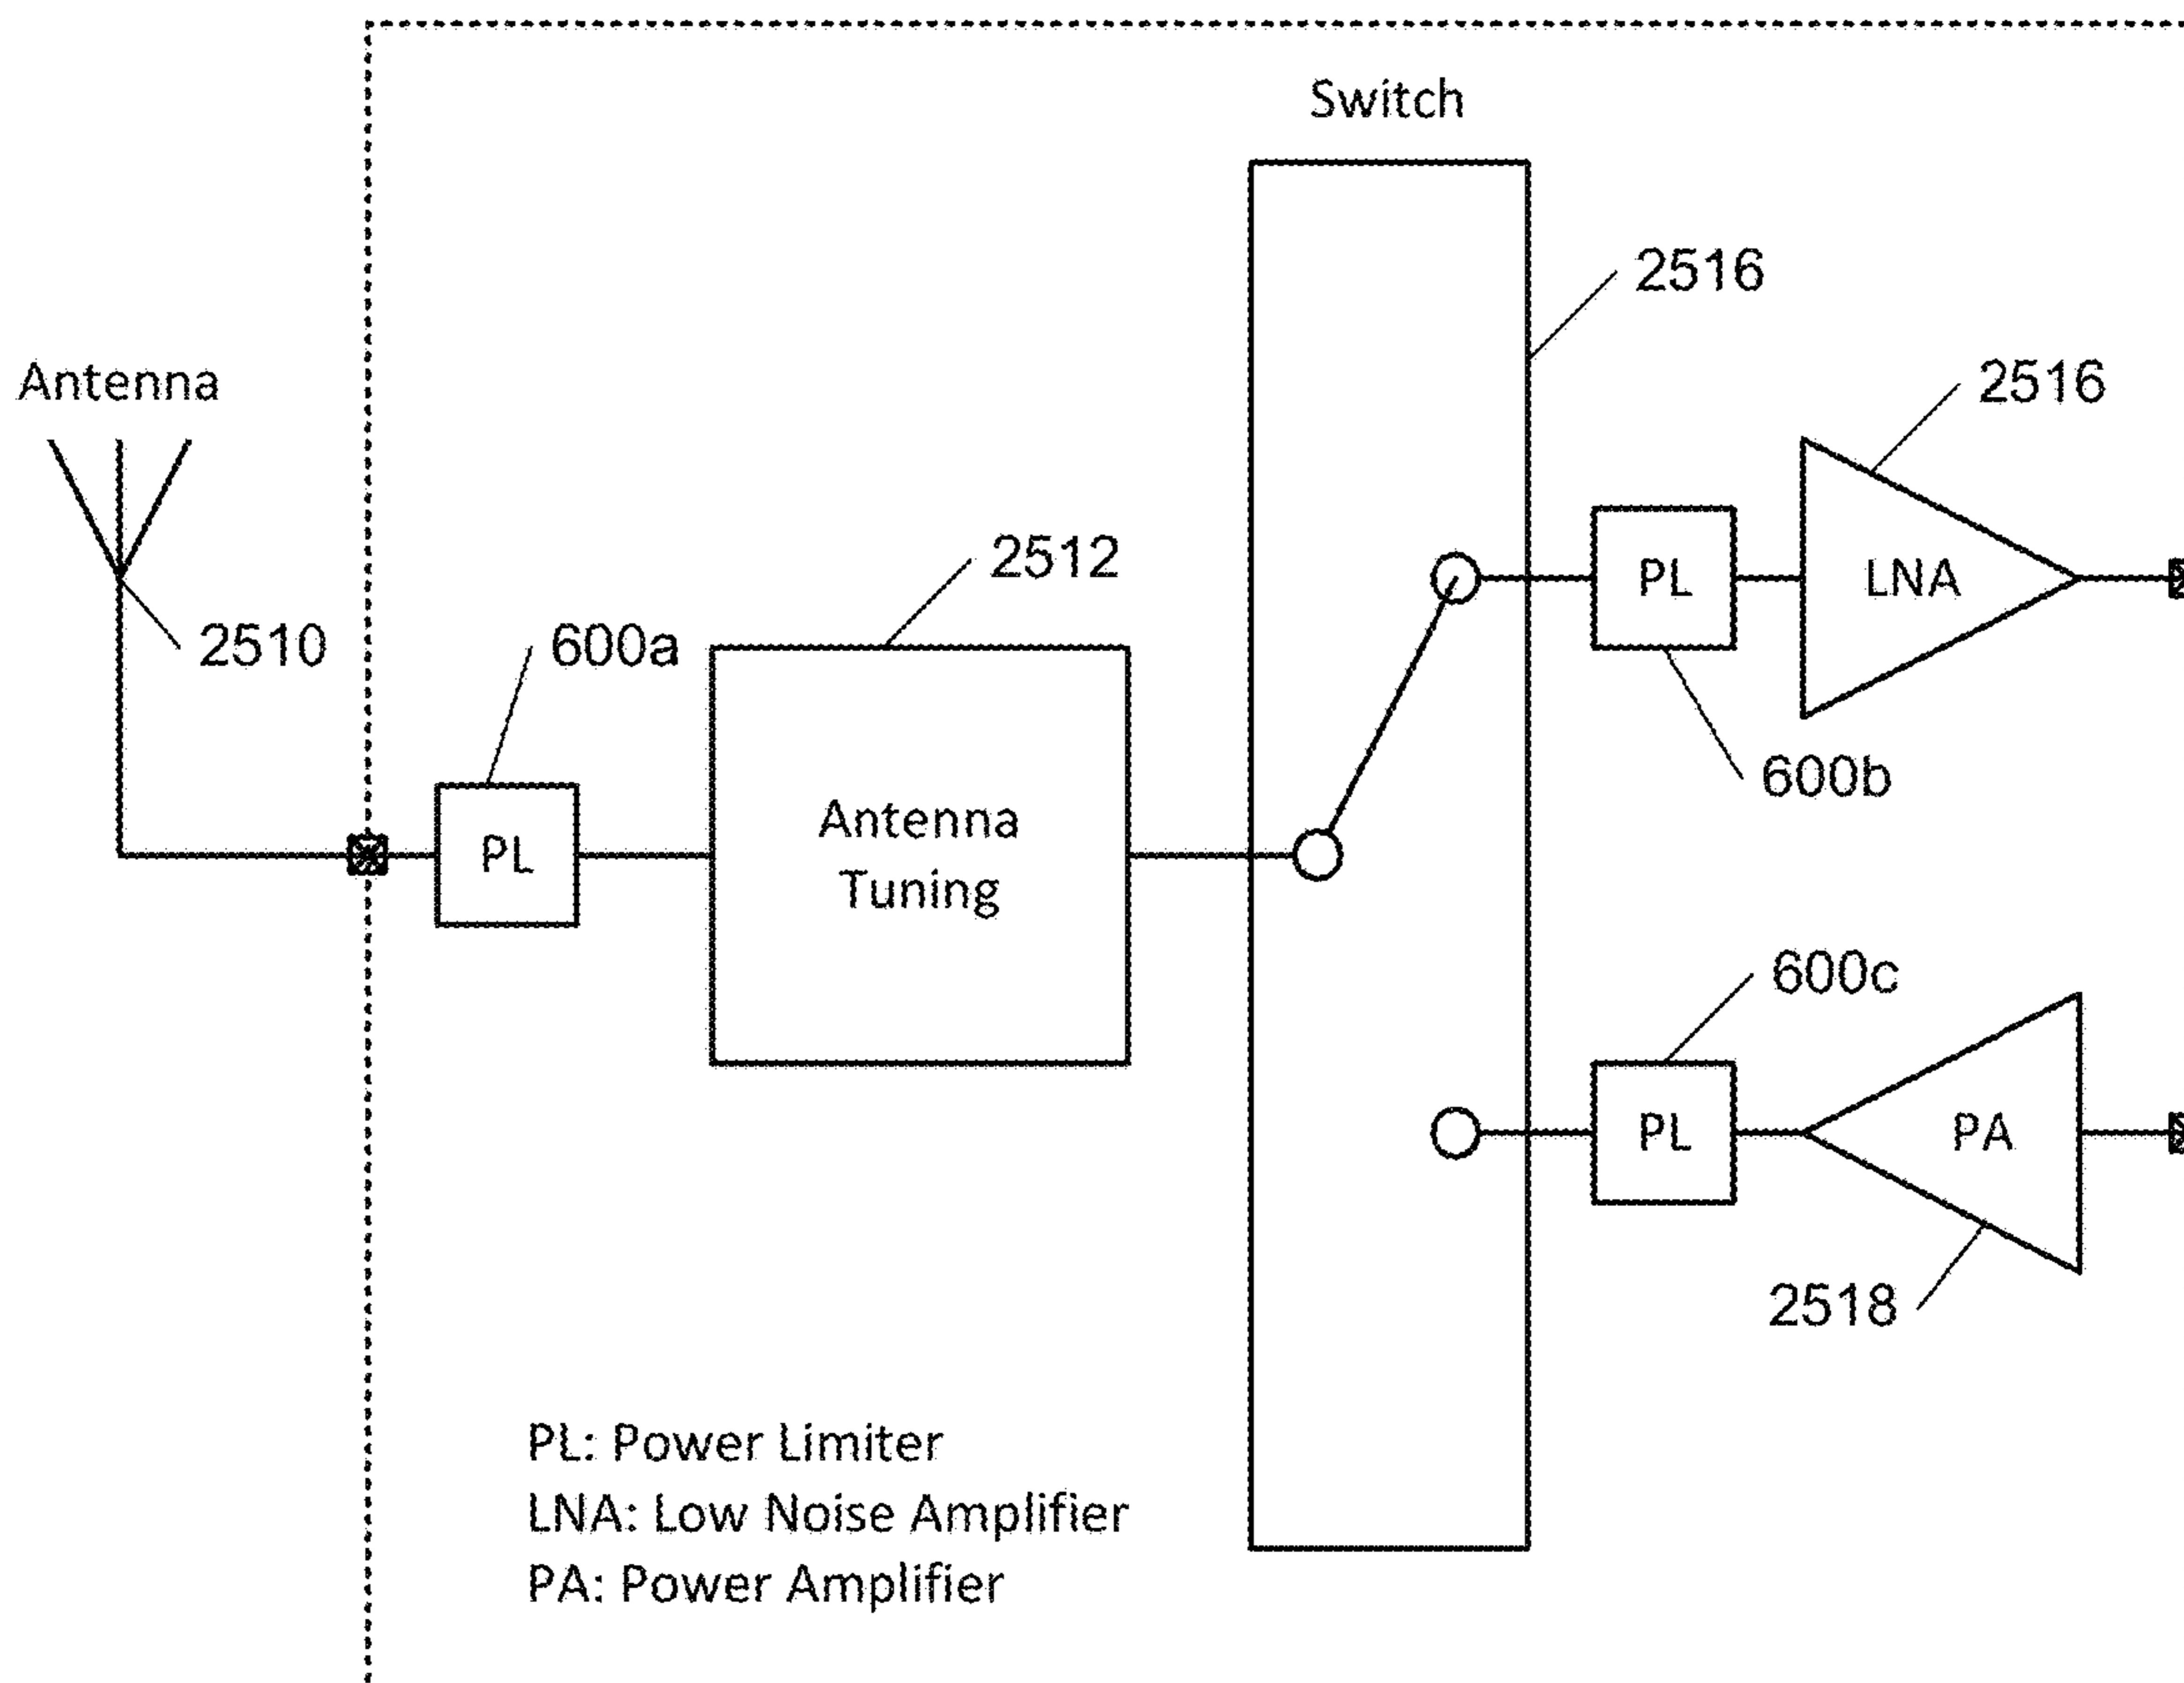 Switch
2516
2516
Antenna
2510
600a
2512
PL
LNA
600b
PL
Antenna
Tuning
600c
PL
PA
2518
PL: Power Limiter
LNA: Low Noise Amplifier
PA: Power Amplifier